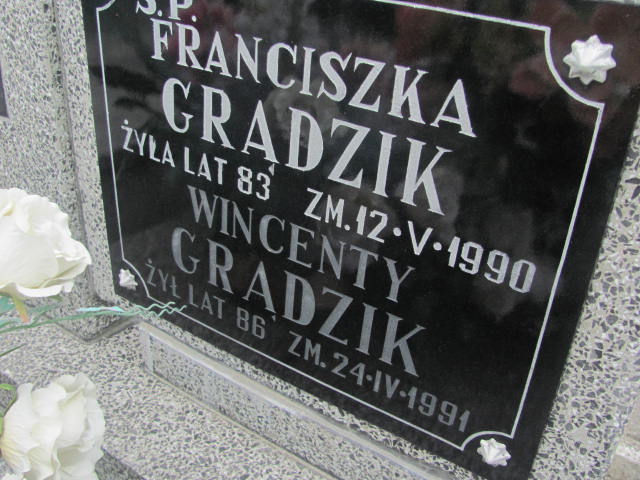 Ś.P.
FRANCISZKA
GRĄDZIK
ŻYŁA LAT 83 ZM. 12·V·1990
WINCENTY
GRĄDZIK
ŻYŁ LAT 86 ZM. 24·IV·1991